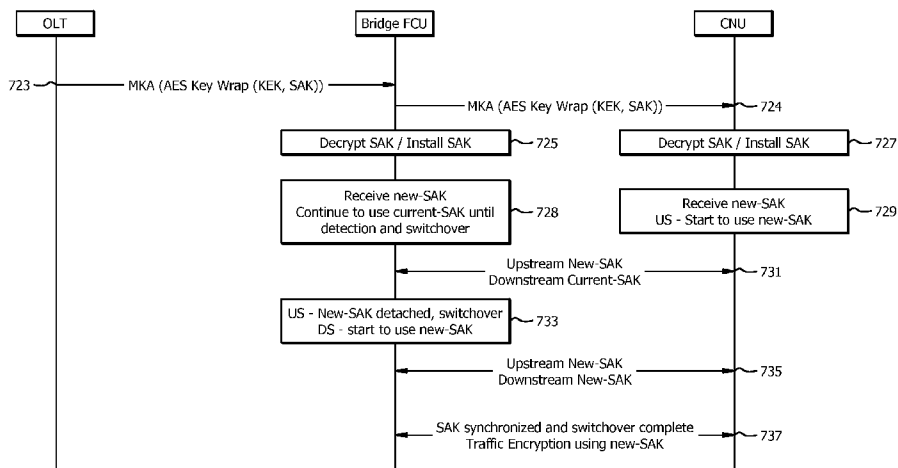 OLT
Bridge FCU
CNU
723
MKA (AES Key Wrap (KEK, SAK))
MKA (AES Key Wrap (KEK, SAK))
724
Decrypt SAK / Install SAK
725
Decrypt SAK / Install SAK
727
Receive new-SAK
Continue to use current-SAK until
detection and switchover
728
Receive new-SAK
US - Start to use new-SAK
729
Upstream New-SAK
Downstream Current-SAK
731
US - New-SAK detached, switchover
DS - start to use new-SAK
733
Upstream New-SAK
Downstream New-SAK
735
SAK synchronized and switchover complete
Traffic Encryption using new-SAK
737